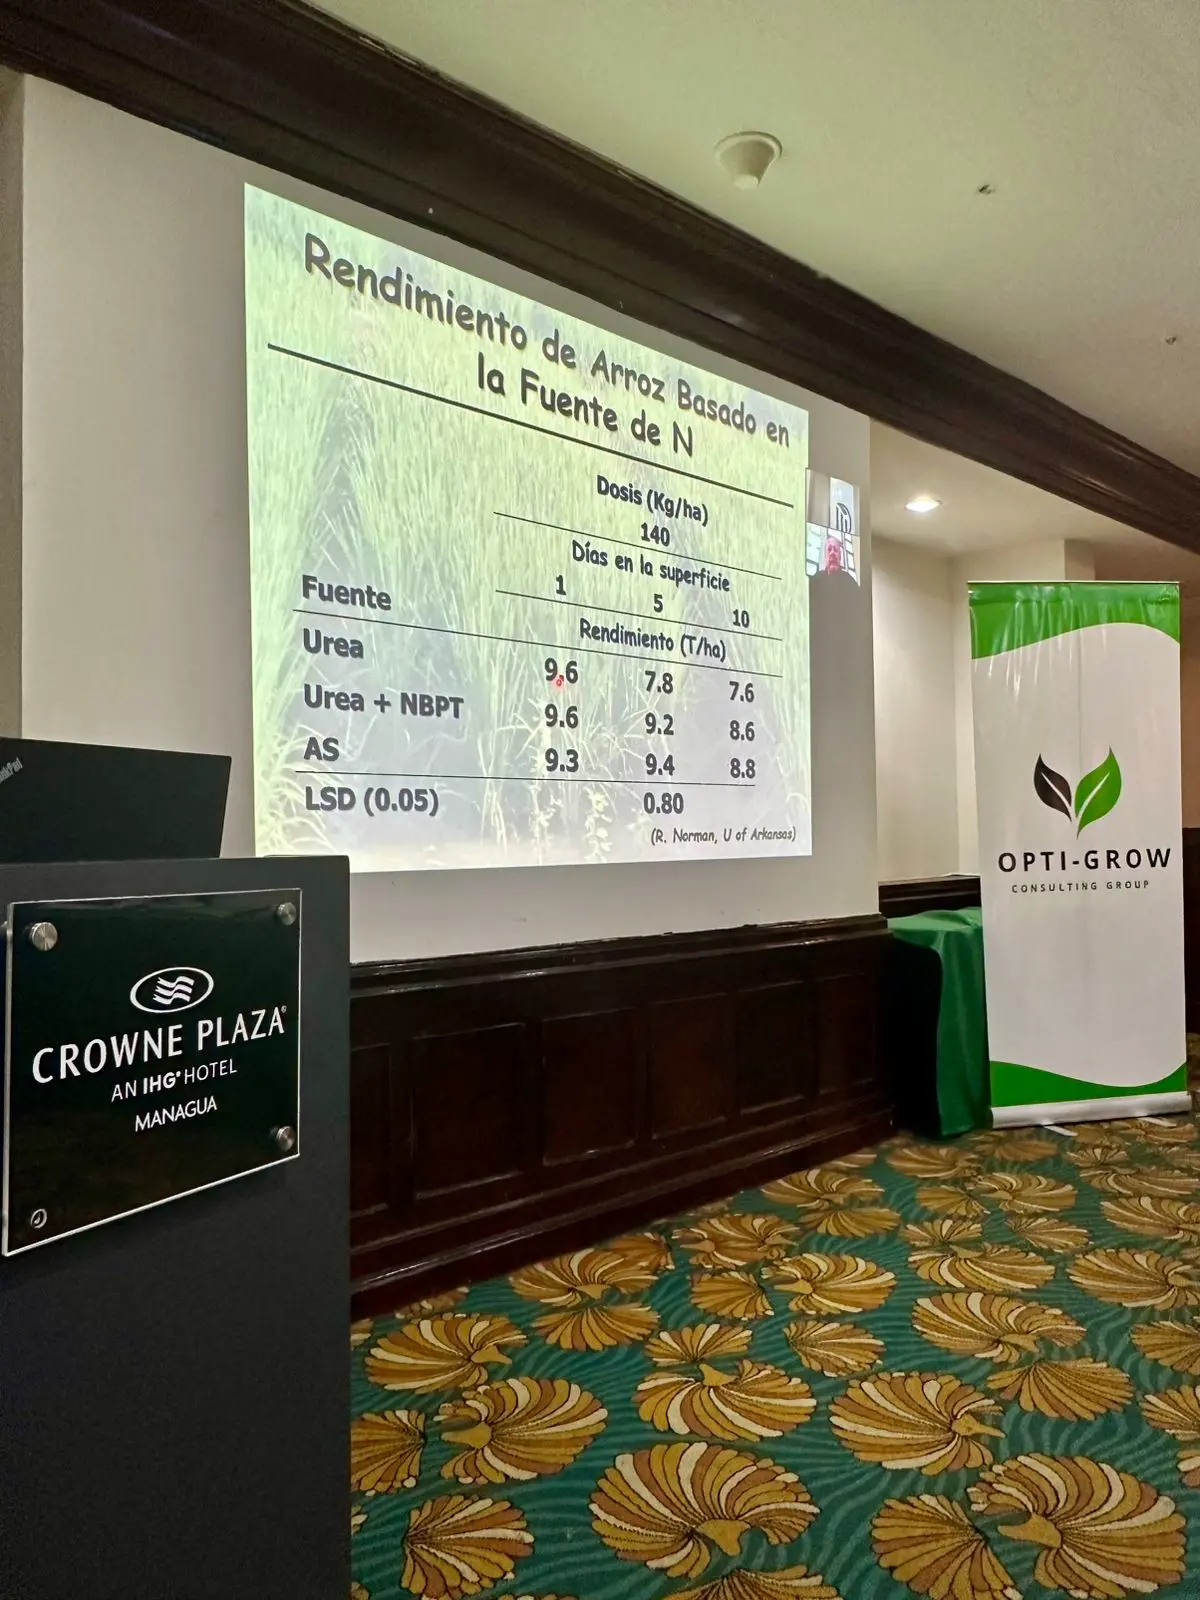 Rendimiento de Arroz Basado en
la Fuente de N
Dosis (Kg/ha)
140
Días en la superficie
Fuente 1 5 10
Rendimiento (T/ha)
Urea 9.6 7.8 7.6
Urea + NBPT 9.6 9.2 8.6
AS 9.3 9.4 8.8
LSD (0.05) 0.80
(R. Norman, U of Arkansas)
OPTI-GROW
CONSULTING GROUP
ThinkPad
CROWNE PLAZA®
AN IHG® HOTEL
MANAGUA